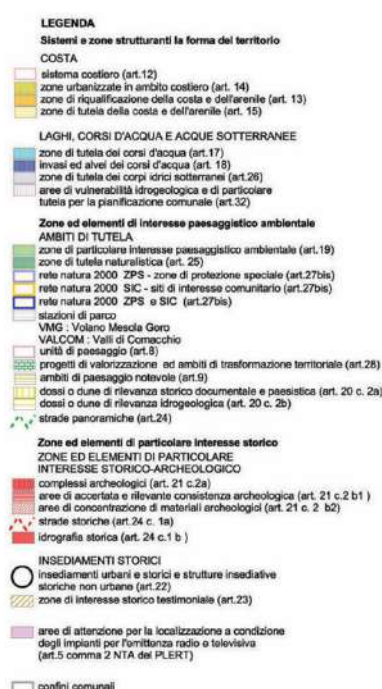 LEGENDA
Sistemi e zone strutturanti la forma del territorio
COSTA
sistema costiero (art.12)
zone urbanizzate in ambito costiero (art. 14)
zone di riqualificazione della costa e dell'arenile (art. 13)
zone di tutela della costa e dell'arenile (art. 15)
LAGHI, CORSI D'ACQUA E ACQUE SOTTERRANEE
zone di tutela dei corsi d'acqua (art.17)
invasi ed alvei dei corsi d'acqua (art. 18)
zone di tutela dei corpi idrici sotterranei (art.26)
aree di vulnerabilità idrogeologica e di particolare
tutela per la pianificazione comunale (art.32)
Zone ed elementi di interesse paesaggistico ambientale
AMBITI DI TUTELA
zone di particolare interesse paesaggistico ambientale (art.19)
zone di tutela naturalistica (art. 25)
rete natura 2000 ZPS - zone di protezione speciale (art.27bis)
rete natura 2000 SIC - siti di interesse comunitario (art.27bis)
rete natura 2000 ZPS e SIC (art.27bis)
stazioni di parco
VMG : Volano Mesola Goro
VALCOM : Valli di Comacchio
unità di paesaggio (art.8)
progetti di valorizzazione ed ambiti di trasformazione territoriale (art.28)
ambiti di paesaggio notevole (art.9)
dossi o dune di rilevanza storico documentale e paesistica (art. 20 c. 2a)
dossi o dune di rilevanza idrogeologica (art. 20 c. 2b)
strade panoramiche (art.24)
Zone ed elementi di particolare interesse storico
ZONE ED ELEMENTI DI PARTICOLARE
INTERESSE STORICO-ARCHEOLOGICO
complessi archeologici (art. 21 c.2a)
aree di accertata e rilevante consistenza archeologica (art. 21 c.2 b1 )
aree di concentrazione di materiali archeologici (art. 21 c. 2 b2)
strade storiche (art.24 c. 1a)
idrografia storica (art. 24 c.1 b )
INSEDIAMENTI STORICI
insediamenti urbani e storici e strutture insediative
storiche non urbane (art.22)
zone di interesse storico testimoniale (art.23)
aree di attenzione per la localizzazione a condizione
degli impianti per l'emittenza radio e televisiva
(art.5 comma 2 NTA del PLERT)
confini comunali